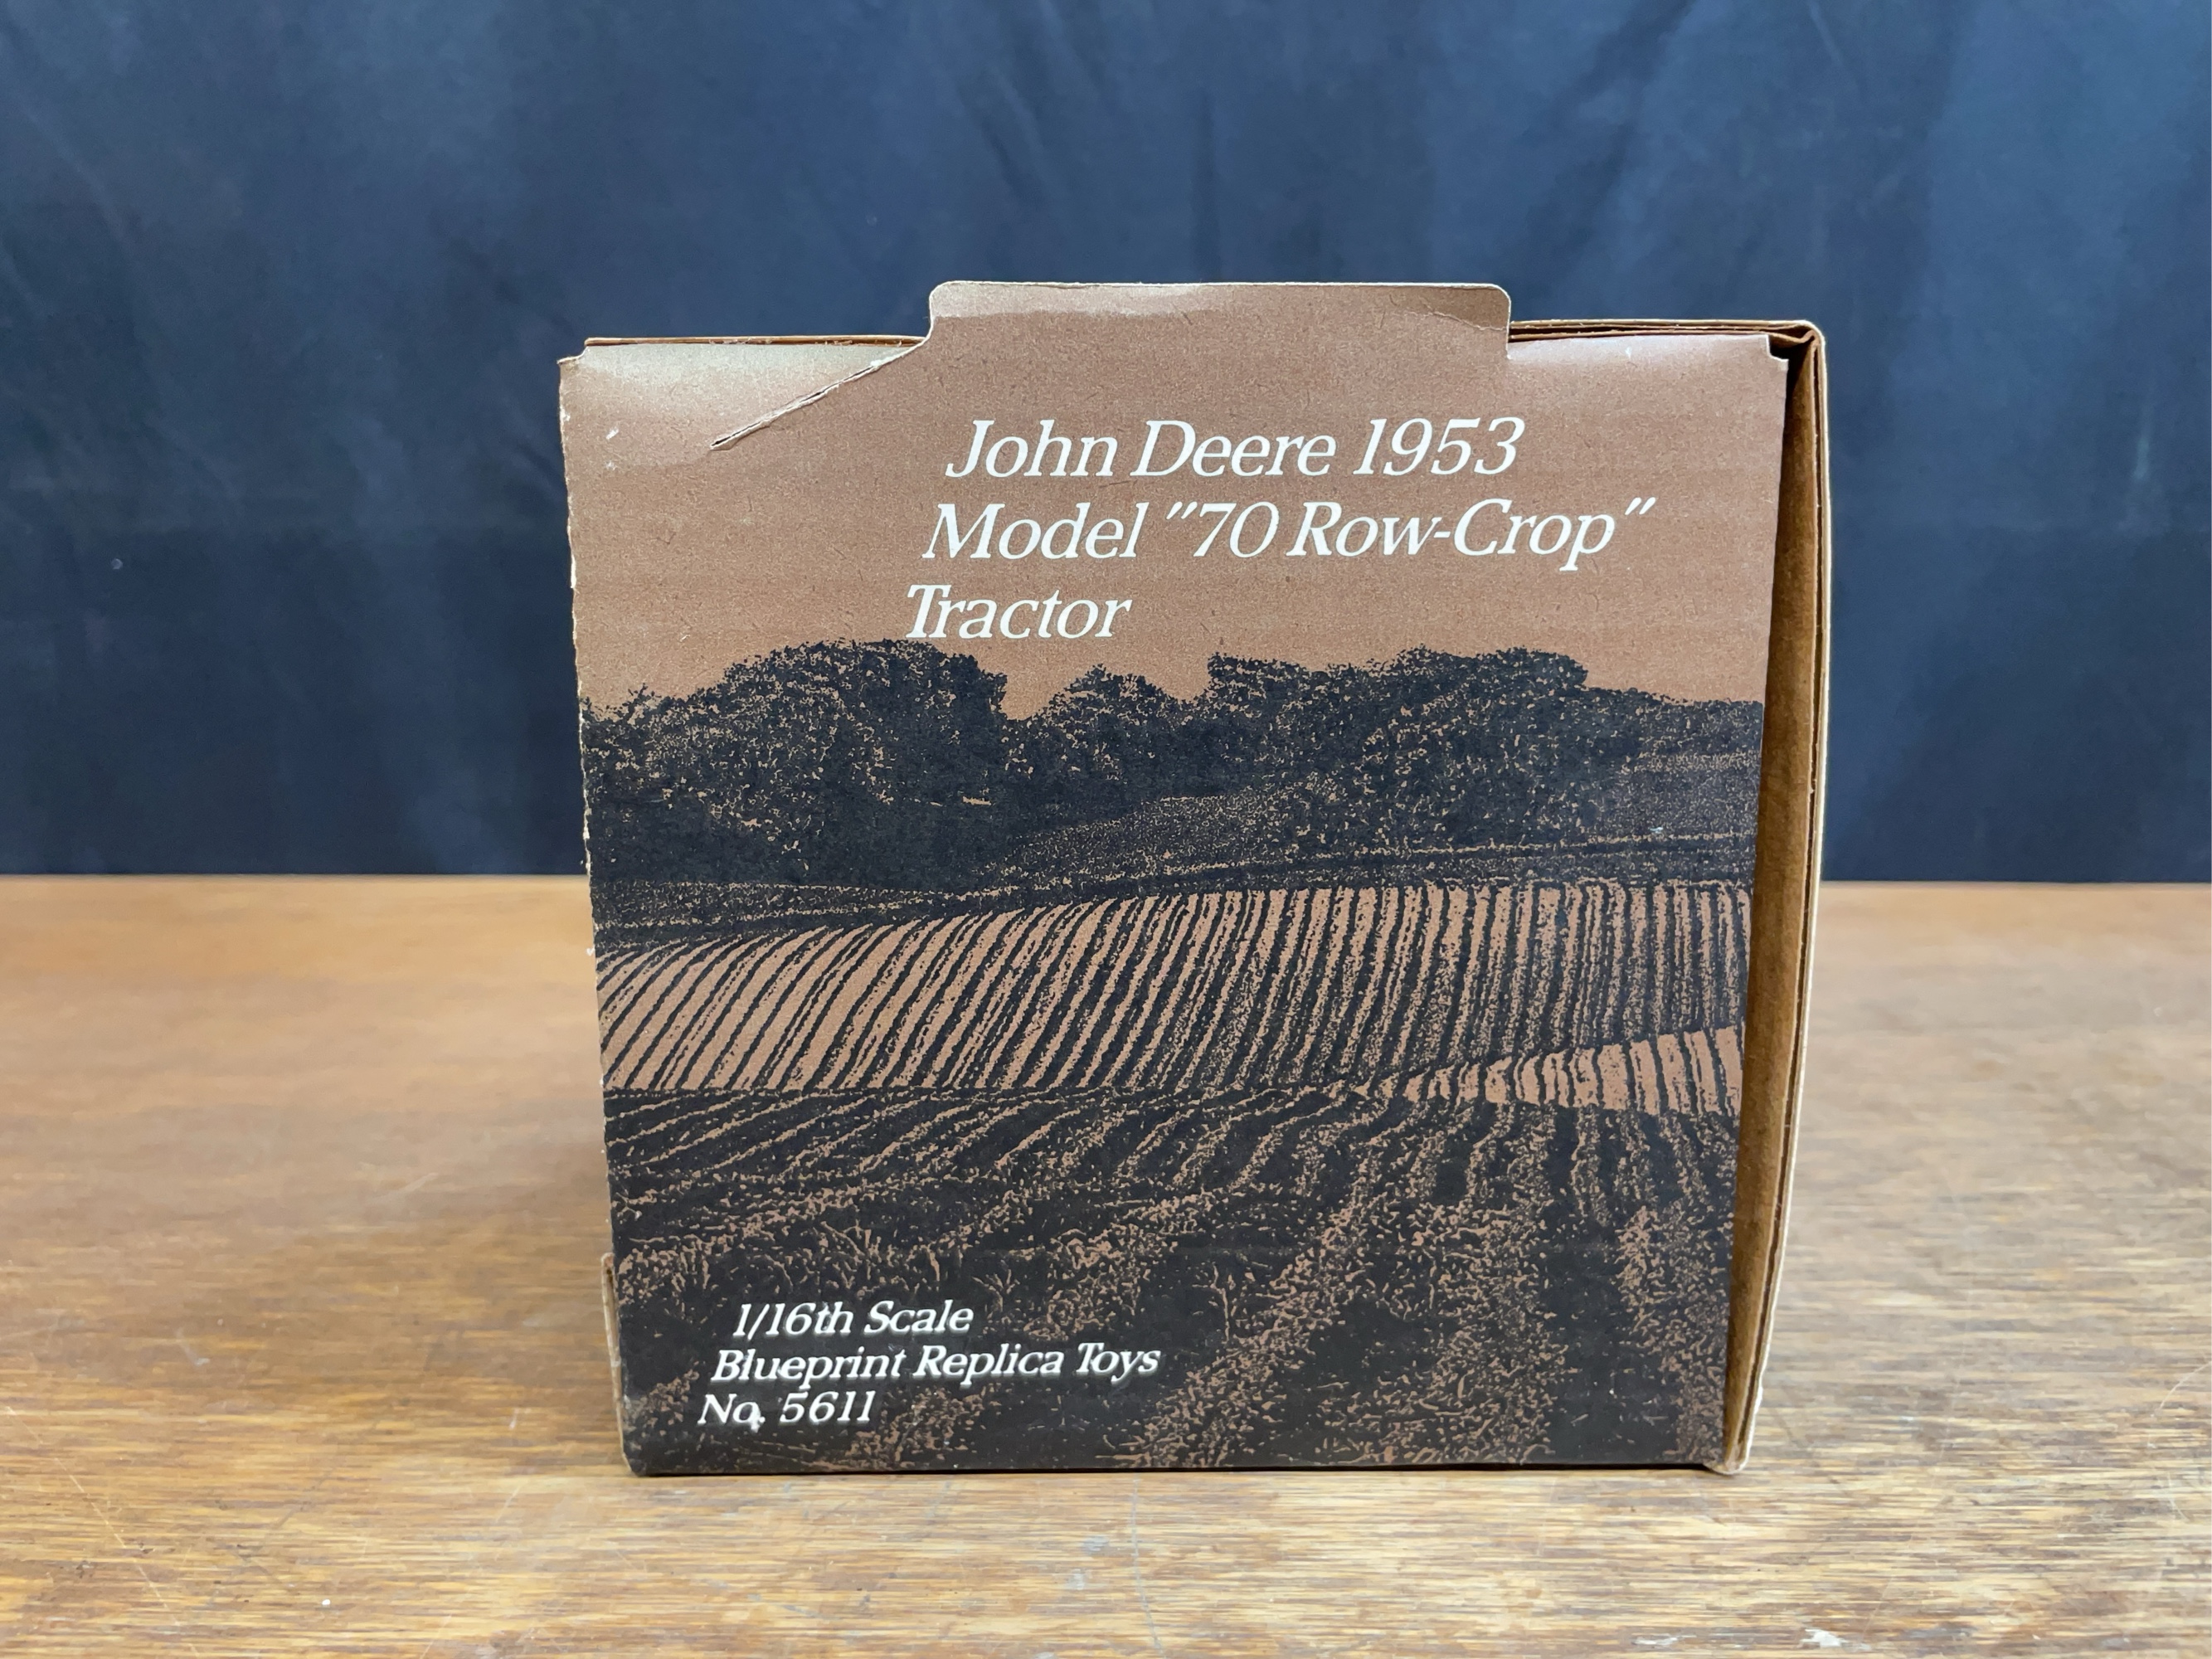 John Deere 1953
Model "70 Row-Crop"
Tractor
1/16th Scale
Blueprint Replica Toys
No. 5611